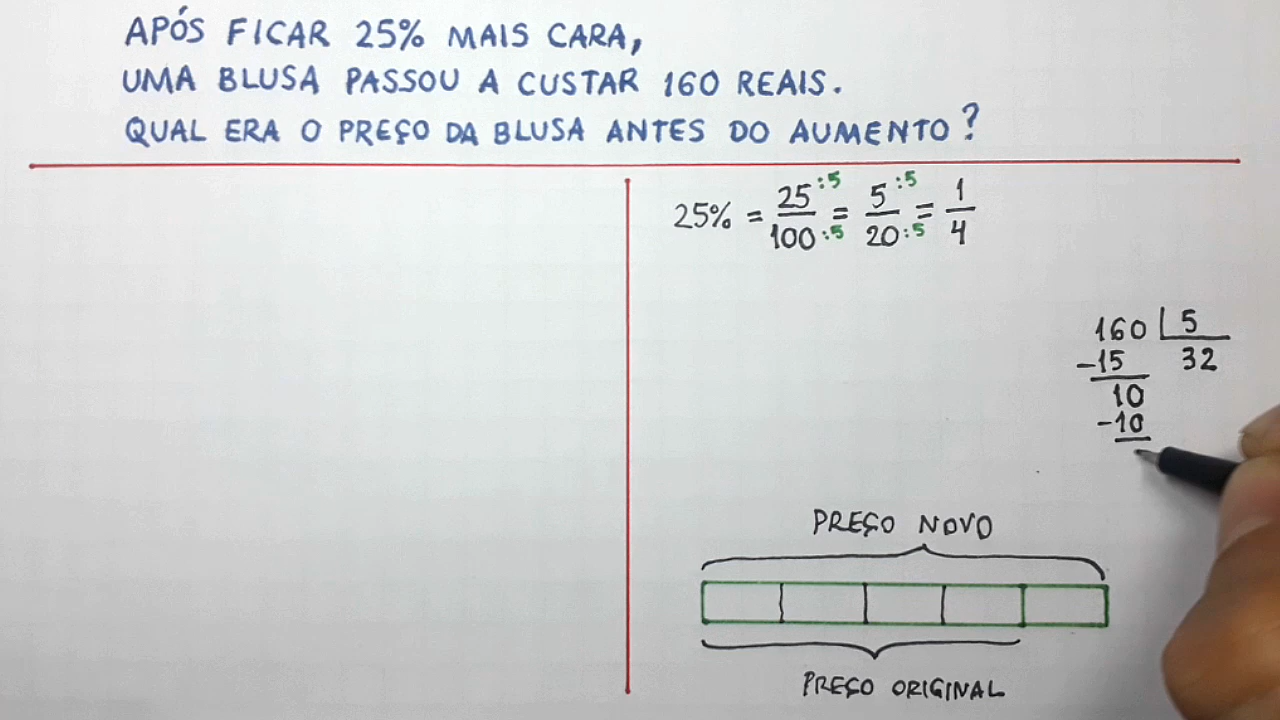 APÓS FICAR 25% MAIS CARA,
UMA BLUSA PASSOU A CUSTAR 160 REAIS.
QUAL ERA O PREÇO DA BLUSA ANTES DO AUMENTO?
25% = 25:5/100:5 = 5:5/20:5 = 1/4
160 | 5
-15 32
10
-10
PREÇO NOVO
PREÇO ORIGINAL